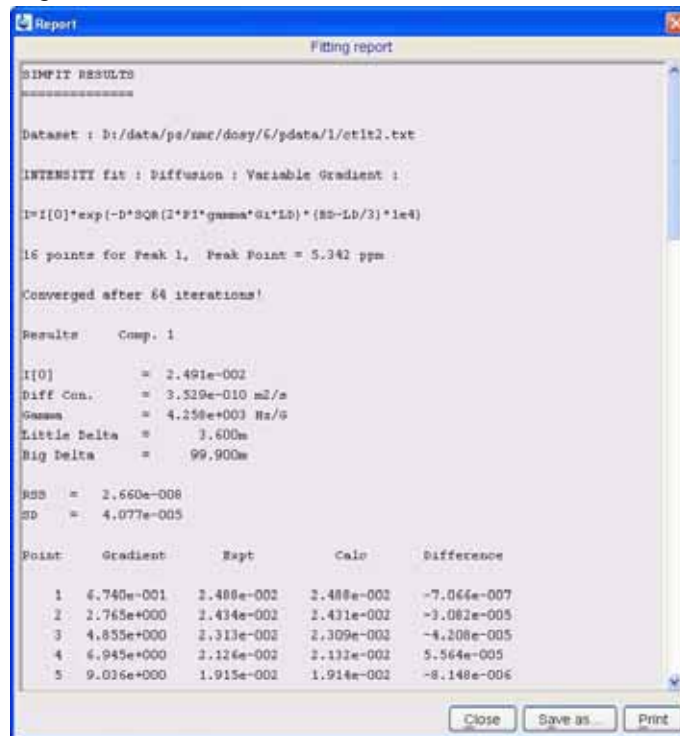 Report
Fitting report
SIMFIT RESULTS
==============
Dataset : D:/data/ps/nmr/dosy/6/pdata/1/ct1t2.txt
INTENSITY fit : Diffusion : Variable Gradient :
I=I[0]*exp(-D*SQR(2*PI*gamma*Gi*LD)*(BD-LD/3)*1e4)
16 points for Peak 1, Peak Point = 5.342 ppm
Converged after 64 iterations!
Results Comp. 1
I[0] = 2.491e-002
Diff Con. = 3.529e-010 m2/s
Gamma = 4.258e+003 Hz/G
Little Delta = 3.600m
Big Delta = 99.900m
RSS = 2.660e-008
SD = 4.077e-005
Point Gradient Expt Calc Difference
1 6.740e-001 2.488e-002 2.488e-002 -7.066e-007
2 2.765e+000 2.434e-002 2.431e-002 -3.082e-005
3 4.855e+000 2.313e-002 2.309e-002 -4.208e-005
4 6.945e+000 2.126e-002 2.132e-002 5.564e-005
5 9.036e+000 1.915e-002 1.914e-002 -8.148e-006
Close Save as ... Print